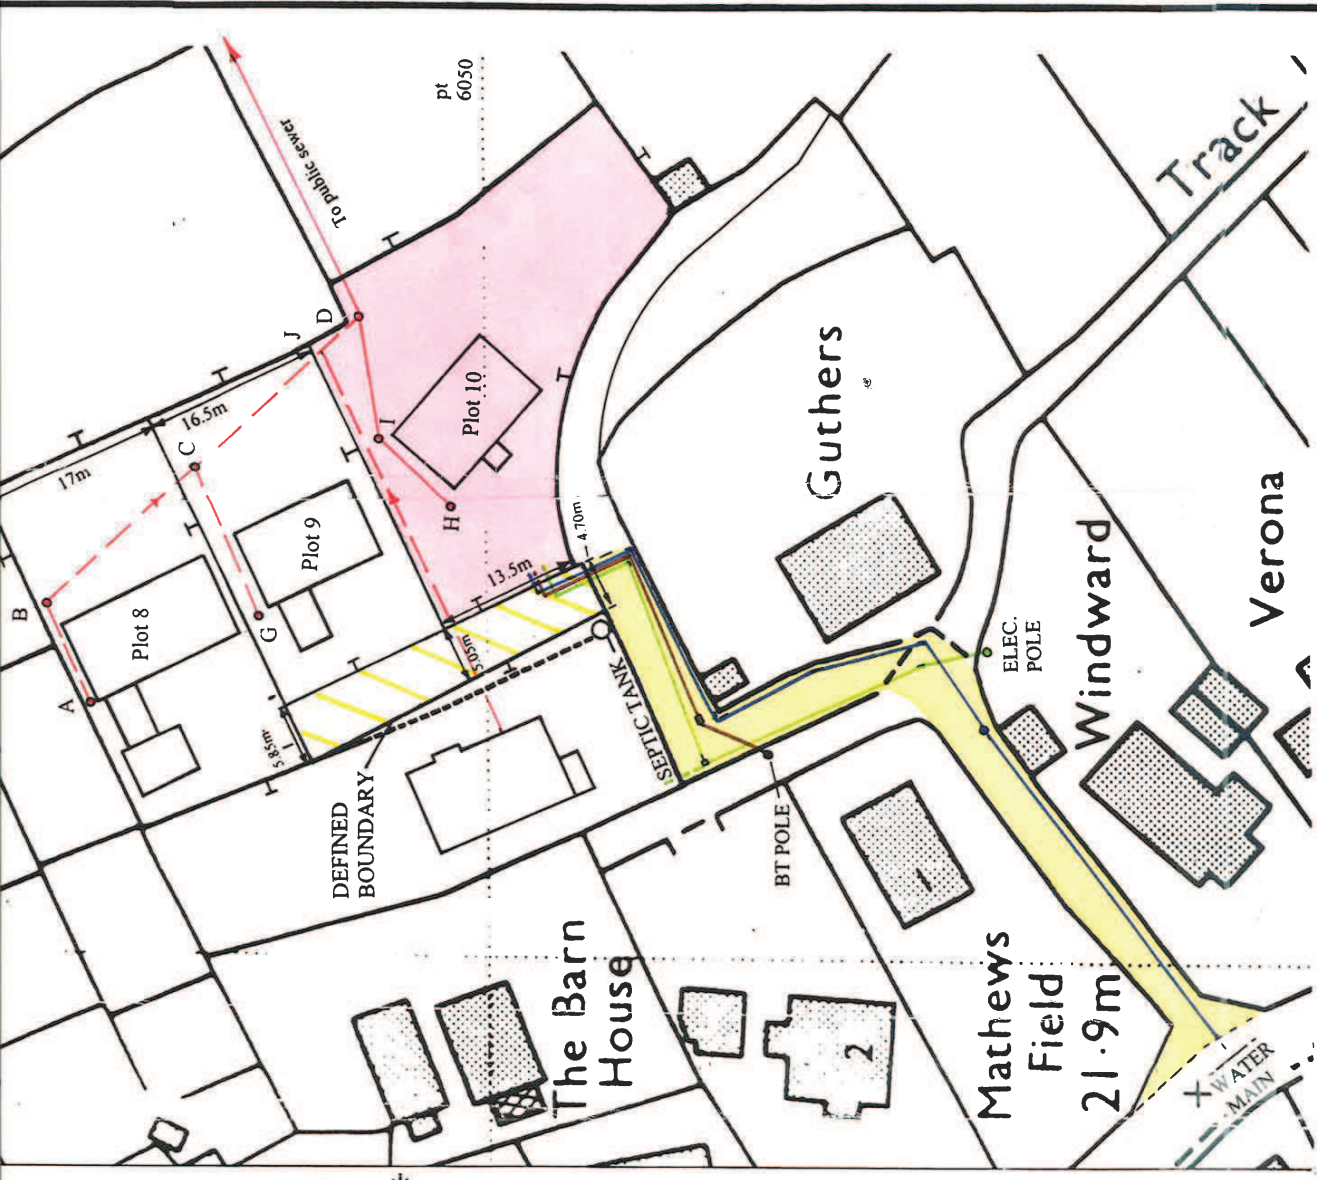 pt
6050
To public sewer
D
J
16.5m
C
17m
B
I
Plot 10
H
Plot 9
G
Plot 8
A
13.5m
4.70m
5.05m
5.85m
SEPTIC TANK
DEFINED
BOUNDARY
BT POLE
ELEC.
POLE
Track
Guthers
Windward
Verona
The Barn
House
2
Mathews
Field
21.9m
WATER
MAIN